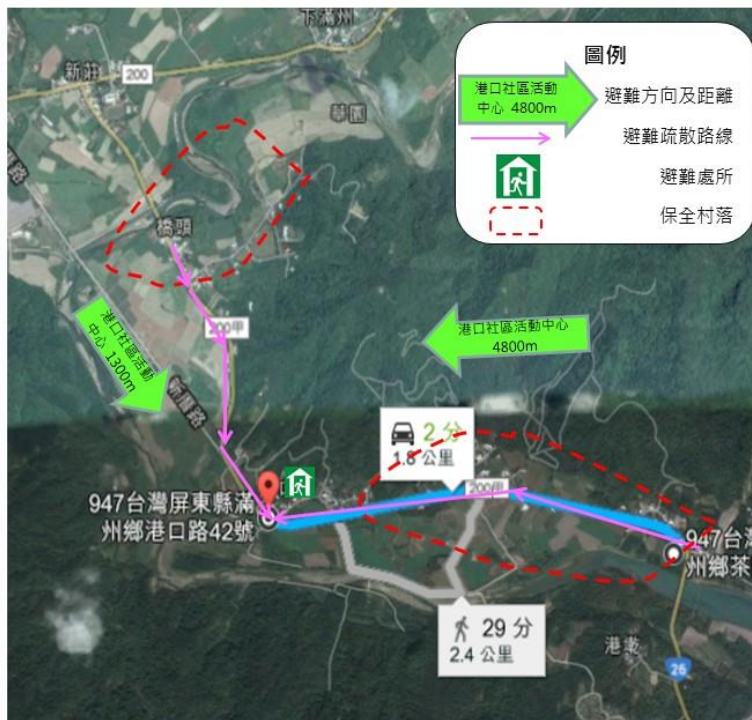 下滿州
新莊
200
圖例
港口社區活動
中心 4800m
避難方向及距離
避難疏散路線
避難處所
保全村落
橋頭
200甲
港口社區活動
中心 1300m
港口社區活動中心
4800m
2 分
1.8 公里
200甲
947台灣屏東縣滿
州鄉港口路42號
947台灣
州鄉茶
29 分
2.4 公里
港墘
26